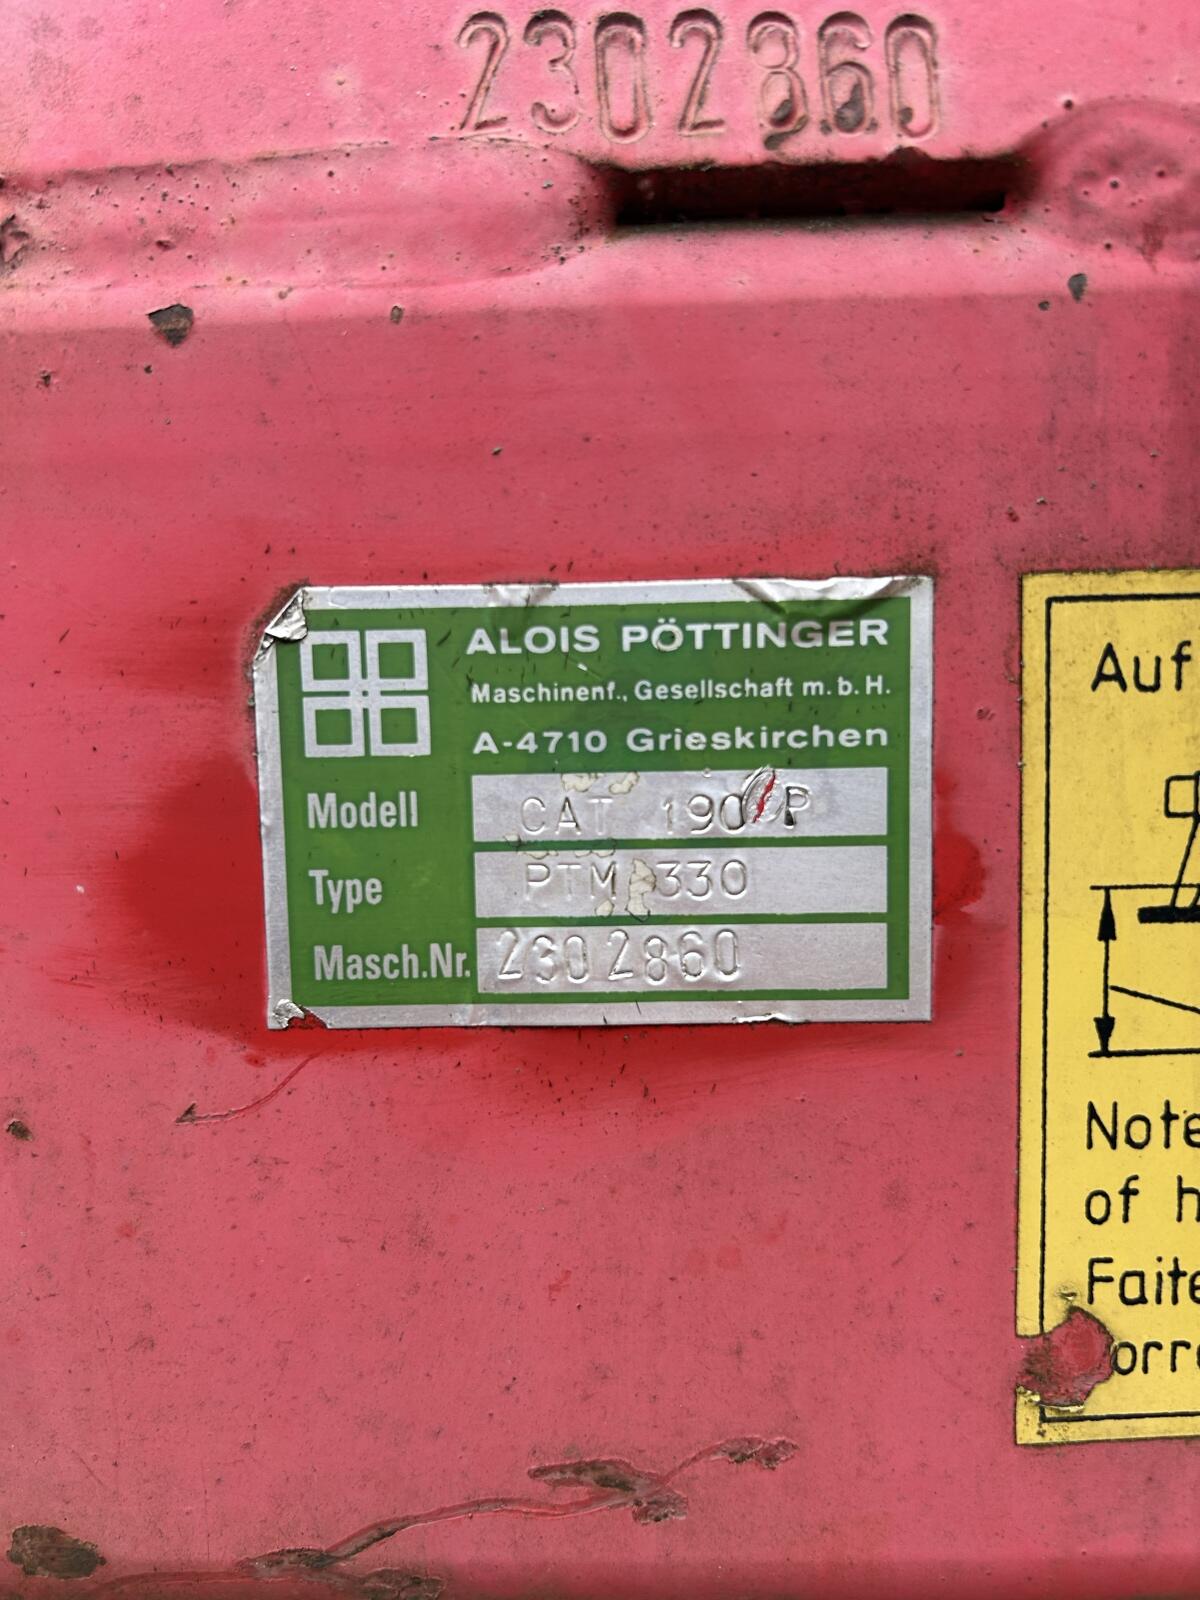 2302860
ALOIS PÖTTINGER
Maschinenf., Gesellschaft m. b. H.
A-4710 Grieskirchen
Modell CAT 190 P
Type PTM 330
Masch.Nr. 2302860
Auf
Note
of h
Faite
orre